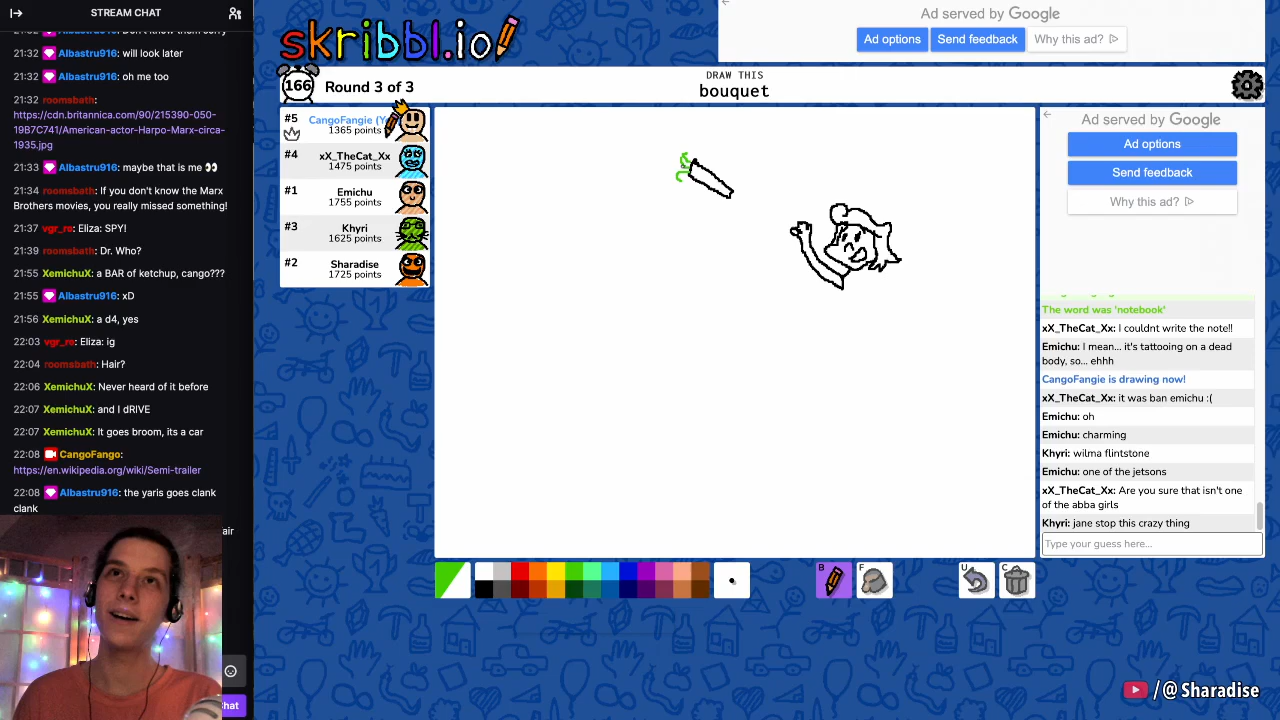 STREAM CHAT
21:32 Albastru916: will look later
21:32 Albastru916: oh me too
21:32 roomsbath:
https://cdn.britannica.com/90/215390-050-
19B7C741/American-actor-Harpo-Marx-circa-
1935.jpg
21:33 Albastru916: maybe that is me 👀
21:34 roomsbath: If you don't know the Marx
others movies, you really missed something!
21:37 vgr_ro: Eliza: SPY!
21:39 roomsbath: Dr. Who?
21:55 XemichuX: a BAR of ketchup, cango???
21:55 Albastru916: xD
21:56 XemichuX: a d4, yes
22:03 vgr_ro: Eliza: ig
22:04 roomsbath: Hair?
22:06 XemichuX: Never heard of it before
22:07 XemichuX: and I dRIVE
22:07 XemichuX: It goes broom, its a car
22:08 CangoFango:
https://en.wikipedia.org/wiki/Semi-trailer
22:08 Albastru916: the yaris goes clank
clank
air
hat
skribbl.io
Ad served by Google
Ad options
Send feedback
Why this ad?
166
Round 3 of 3
DRAW THIS
bouquet
#5
CangoFangie (Y
1365 points
#4
xX_TheCat_Xx
1475 points
#1
Emichu
1755 points
#3
Khyri
1625 points
#2
Sharadise
1725 points
Ad served by Google
Ad options
Send feedback
Why this ad?
The word was 'notebook'
xX_TheCat_Xx: I couldnt write the note!!
Emichu: I mean... it's tattooing on a dead
body, so... ehhh
CangoFangie is drawing now!
xX_TheCat_Xx: it was ban emichu :(
Emichu: oh
Emichu: charming
Khyri: wilma flintstone
Emichu: one of the jetsons
xX_TheCat_Xx: Are you sure that isn't one
of the abba girls
Khyri: jane stop this crazy thing
Type your guess here...
B
F
U
C
/@Sharadise